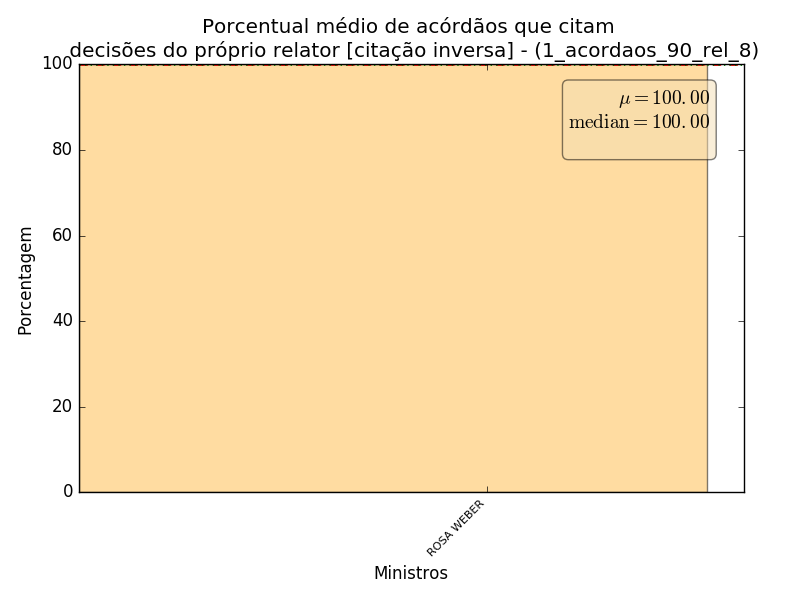 Porcentual médio de acórdãos que citam
decisões do próprio relator [citação inversa] - (1_acordaos_90_rel_8)
100
80
60
40
20
0
Porcentagem
μ = 100.00
median = 100.00
ROSA WEBER
Ministros